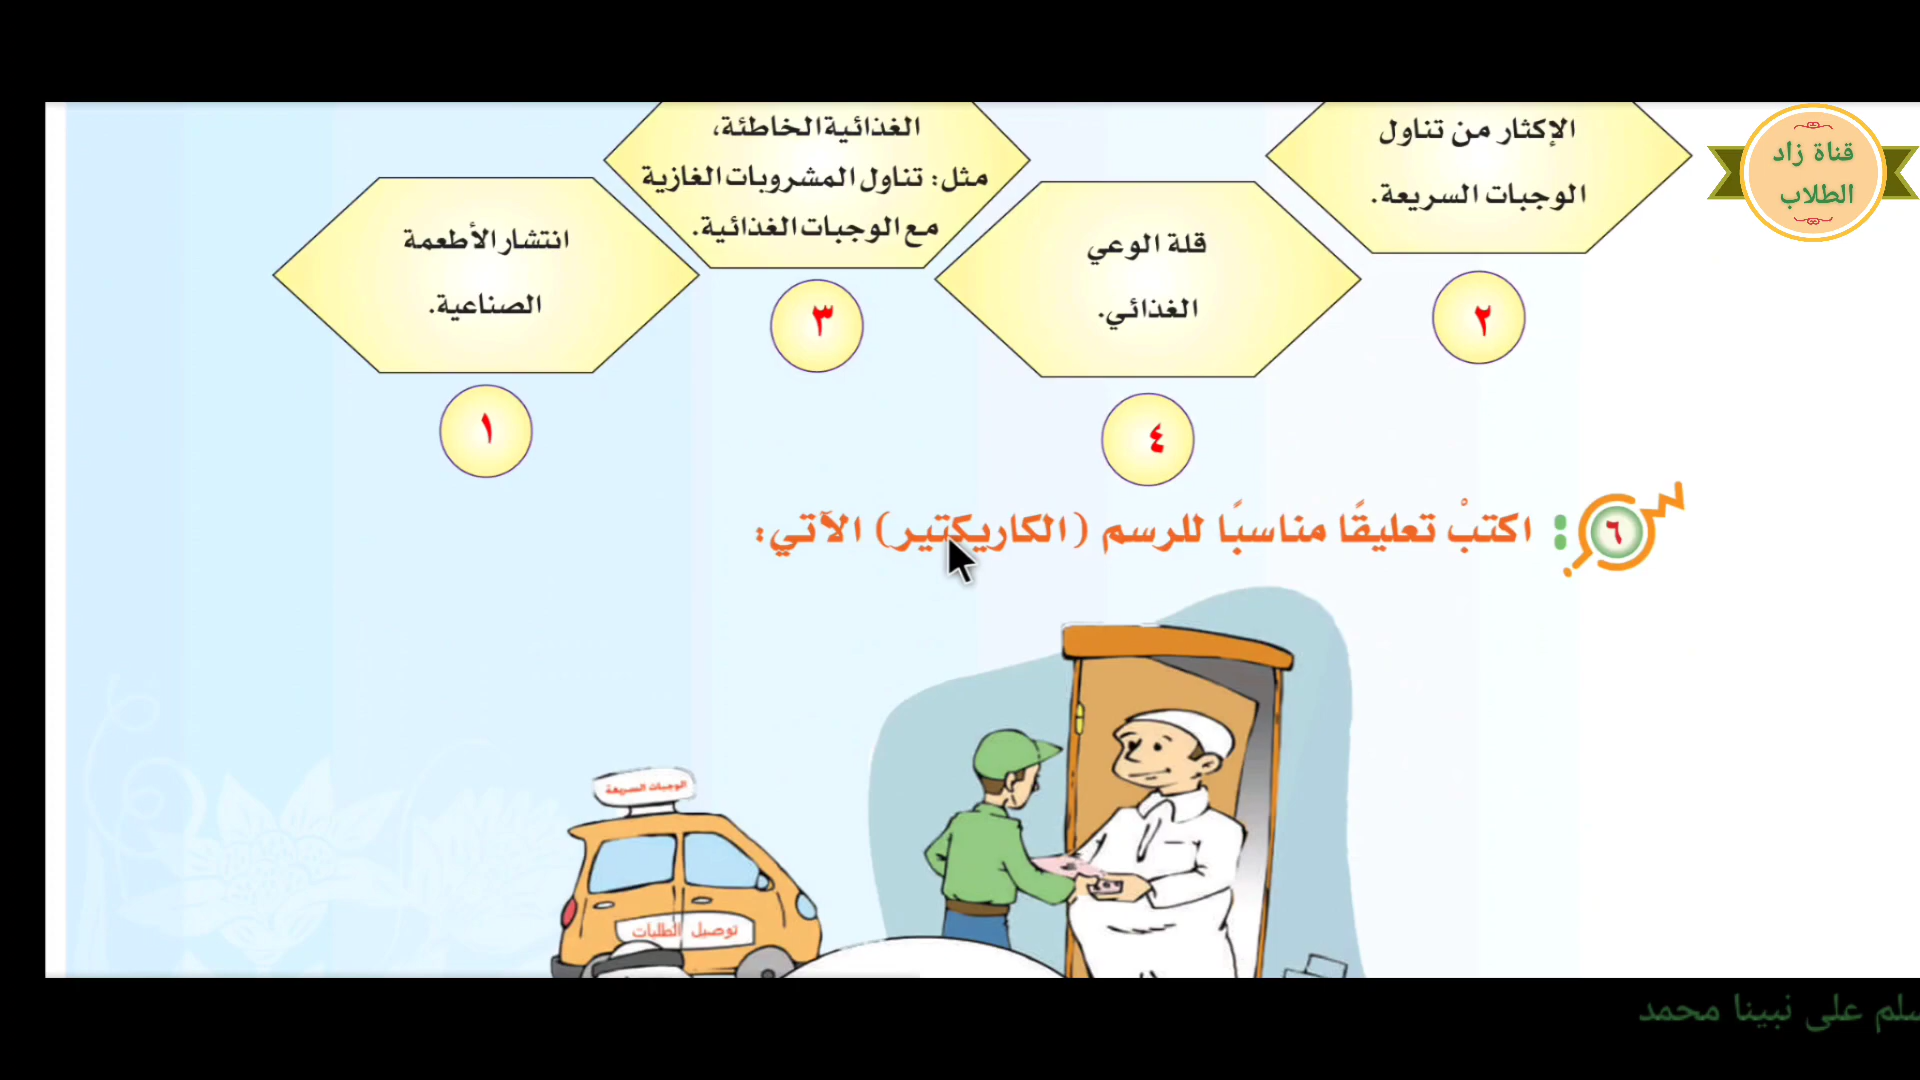 الإكثار من تناول
الوجبات السريعة.
٢
الغذائية الخاطئة،
مثل: تناول المشروبات الغازية
مع الوجبات الغذائية.
٣
قلة الوعي
الغذائي.
٤
انتشار الأطعمة
الصناعية.
١
قناة زاد
الطلاب
٦ : اكتبْ تعليقًا مناسبًا للرسم (الكاريكتير) الآتي:
الوجبات السريعة
توصيل الطلبات
سلم على نبينا محمد